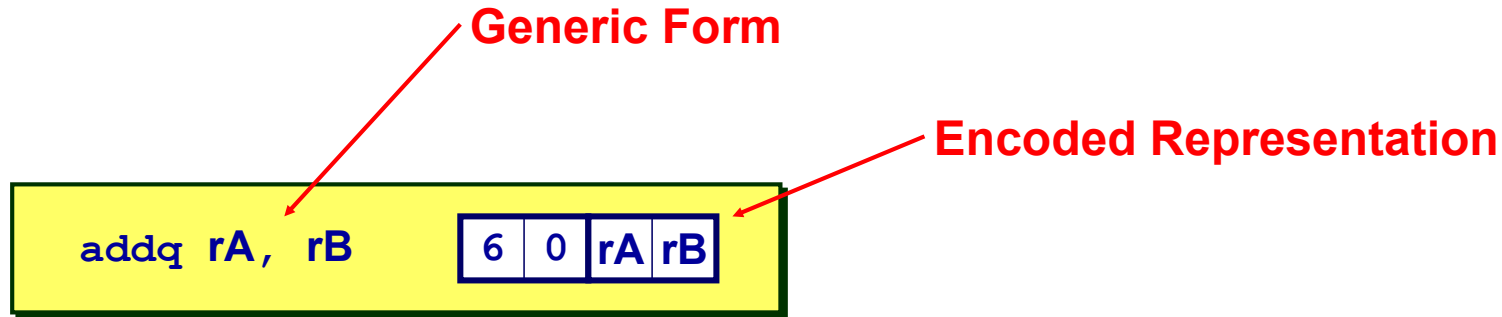 Generic Form
Encoded Representation
addq rA, rB 6 0 rA rB